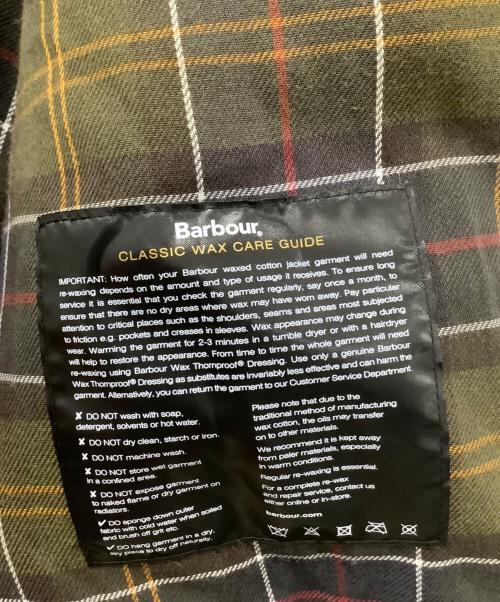 Barbour®
CLASSIC WAX CARE GUIDE
IMPORTANT: How often your Barbour waxed cotton jacket garment will need
re-waxing depends on the amount and type of usage it receives. To ensure long
service it is essential that you check the garment regularly, say once a month, to
ensure that there are no dry areas where wax may have worn away. Pay particular
attention to critical places such as the shoulders, seams and areas most subjected
to friction e.g. pockets and creases in sleeves. Wax appearance may change during
wear. Warming the garment for 2-3 minutes in a tumble dryer or with a hairdryer
will help to restore the appearance. From time to time the whole garment will need
re-waxing using Barbour Wax Thornproof® Dressing. Use only a genuine Barbour
Wax Thornproof® Dressing as substitutes are invariably less effective and can harm the
garment. Alternatively, you can return the garment to our Customer Service Department.
✘ DO NOT wash with soap,
detergent, solvents or hot water.
✘ DO NOT dry clean, starch or iron.
✘ DO NOT machine wash.
✘ DO NOT store wet garment
in a confined area.
✘ DO NOT expose garment
to naked flame or dry garment on
radiators.
✓ DO sponge down outer
fabric with cold water when soiled
and brush off grit etc.
✓ DO hang garment in a dry,
airy place to dry off naturally.
Please note that due to the
traditional method of manufacturing
wax cotton, the oils may transfer
on to other materials.
We recommend it is kept away
from paler materials, especially
in warm conditions.
Regular re-waxing is essential.
For a complete re-wax
and repair service, contact us
either online or in-store.
barbour.com